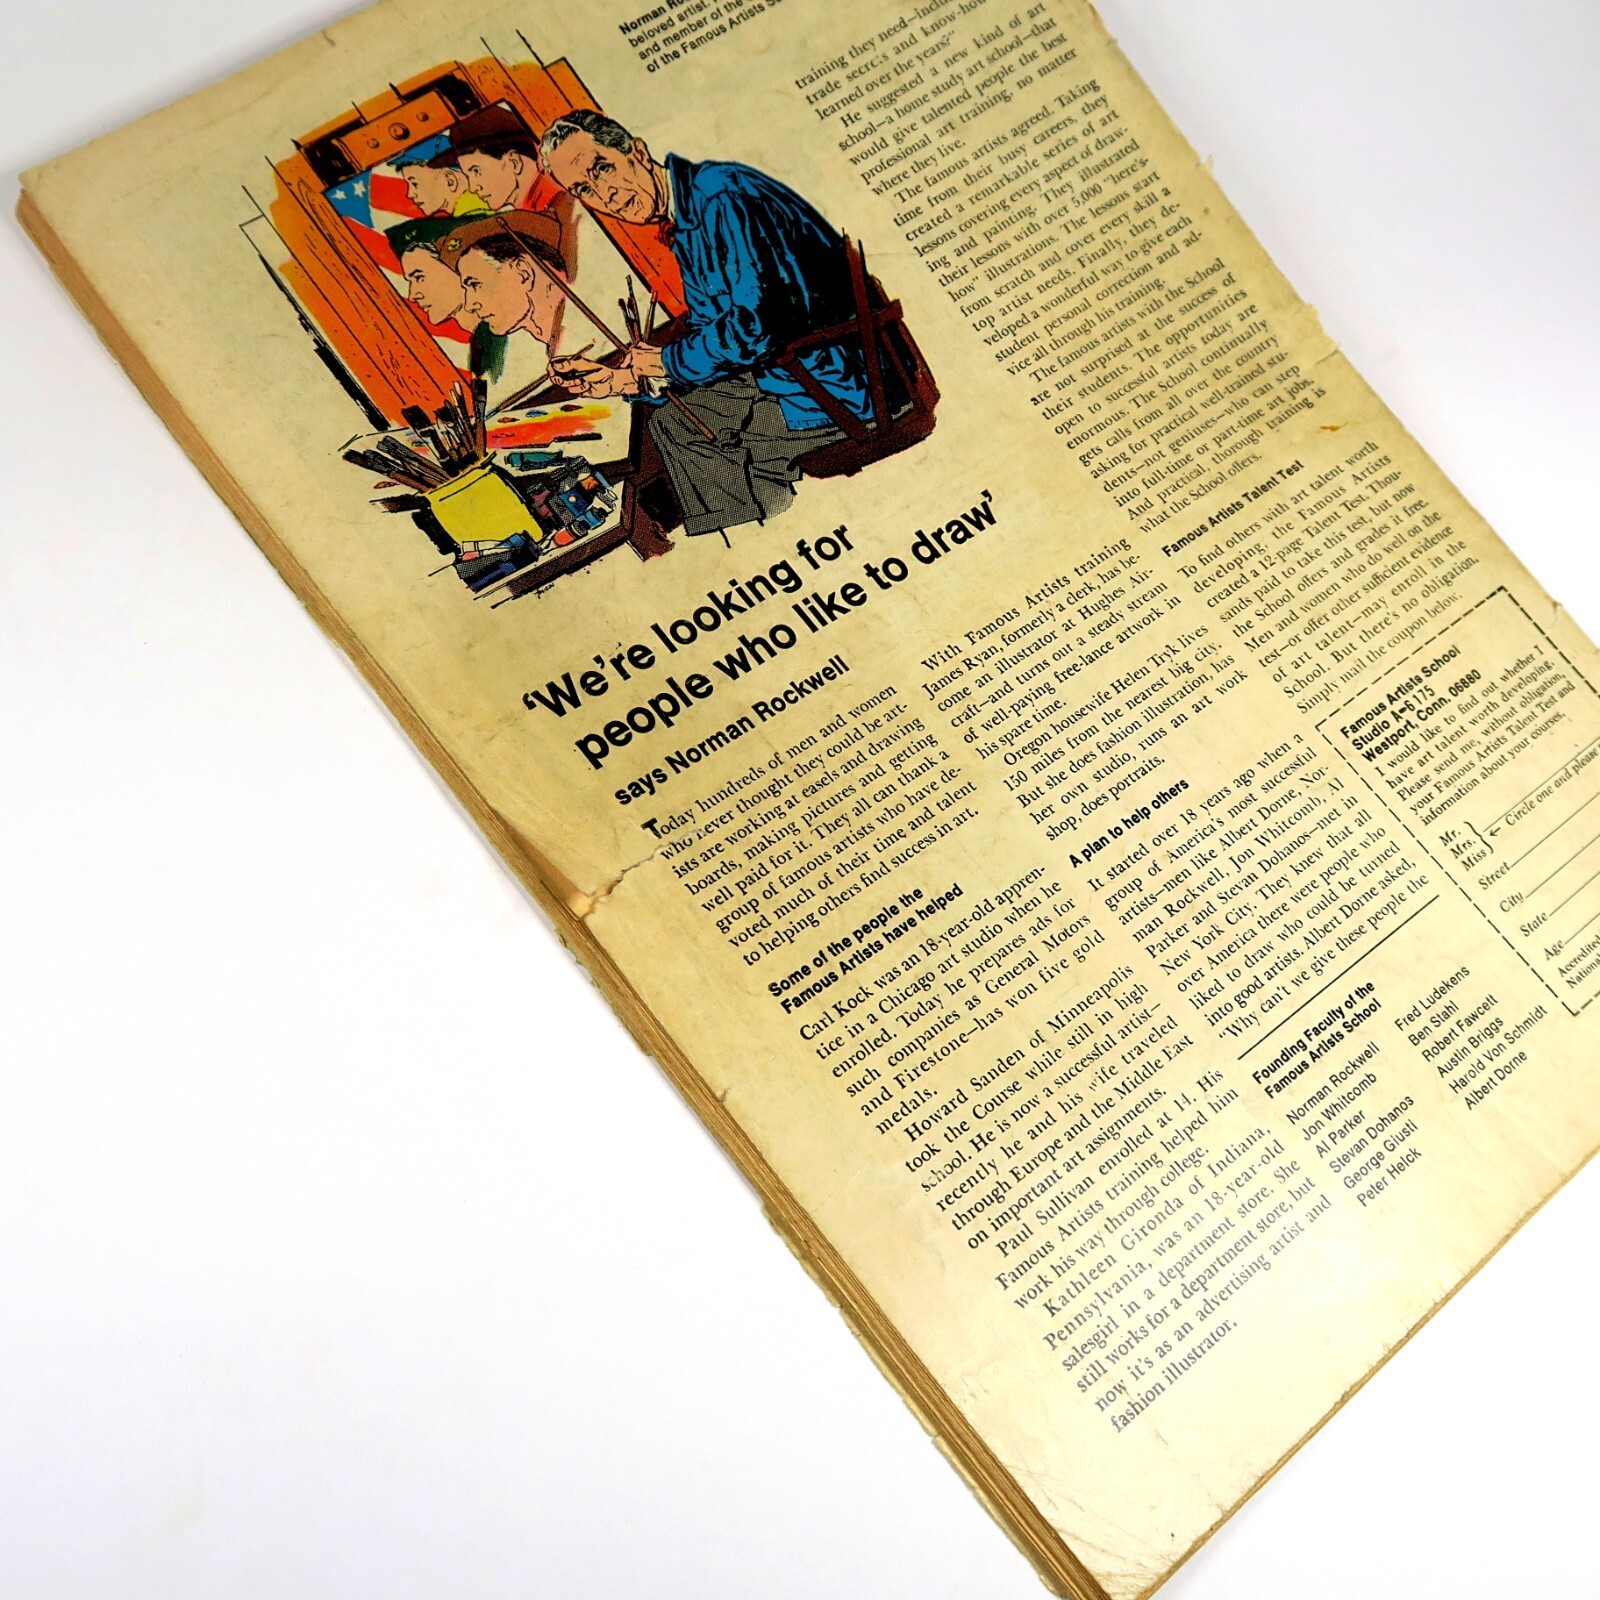 Norman Ro
beloved artist.
and member of the
of the Famous Artists
'We're looking for
people who like to draw'
says Norman Rockwell
Today hundreds of men and women
who never thought they could be art-
ists are working at easels and drawing
boards, making pictures and getting
well paid for it. They all can thank a
group of famous artists who have de-
voted much of their time and talent
to helping others find success in art.
Some of the people the
Famous Artists have helped
Carl Kock was an 18-year-old appren-
tice in a Chicago art studio when he
enrolled. Today he prepares ads for
such companies as General Motors
and Firestone—has won five gold
medals.
Howard Sanden of Minneapolis
took the Course while still in high
school. He is now a successful artist—
recently he and his wife traveled
through Europe and the Middle East
on important art assignments.
Paul Sullivan enrolled at 14. His
Famous Artists training helped him
work his way through college.
Kathleen Gironda of Indiana,
Pennsylvania, was an 18-year-old
salesgirl in a department store. She
still works for a department store, but
now it's as an advertising artist and
fashion illustrator.
With Famous Artists training
James Ryan, formerly a clerk, has be-
come an illustrator at Hughes Air-
craft—and turns out a steady stream
of well-paying free-lance artwork in
his spare time.
Oregon housewife Helen Tryk lives
150 miles from the nearest big city.
But she does fashion illustration, has
her own studio, runs an art work
shop, does portraits.
A plan to help others
It started over 18 years ago when a
group of America's most successful
artists—men like Albert Dorne, Nor-
man Rockwell, Jon Whitcomb, Al
Parker and Stevan Dohanos—met in
New York City. They knew that all
over America there were people who
liked to draw who could be turned
into good artists. Albert Dorne asked,
"Why can't we give these people the
training they need—inclu
trade secrets and know-ho
learned over the years?"
He suggested a new kind of art
school—a home study art school—that
would give talented people the best
professional art training, no matter
where they live.
The famous artists agreed. Taking
time from their busy careers, they
created a remarkable series of art
lessons covering every aspect of draw-
ing and painting. They illustrated
their lessons with over 5,000 "here's-
how" illustrations. The lessons start
from scratch and cover every skill a
top artist needs. Finally, they de-
veloped a wonderful way to give each
student personal correction and ad-
vice all through his training.
The famous artists with the School
are not surprised at the success of
their students. The opportunities
open to successful artists today are
enormous. The School continually
gets calls from all over the country
asking for practical well-trained stu-
dents—not geniuses—who can step
into full-time or part-time art jobs.
And practical, thorough training is
what the School offers.
Famous Artists Talent Test
To find others with art talent worth
developing, the Famous Artists
created a 12-page Talent Test. Thou-
sands paid to take this test, but now
the School offers and grades it free.
Men and women who do well on the
test—or offer other sufficient evidence
of art talent—may enroll in the
School. But there's no obligation.
Simply mail the coupon below.
Founding Faculty of the
Famous Artists School
Norman Rockwell
Jon Whitcomb
Al Parker
Stevan Dohanos
George Giusti
Peter Helck
Fred Ludekens
Ben Stahl
Robert Fawcett
Austin Briggs
Harold Von Schmidt
Albert Dorne
Famous Artists School
Studio A-6175
Westport, Conn. 06880
I would like to find out whether I
have art talent worth developing.
Please send me, without obligation,
your Famous Artists Talent Test and
information about your courses.
Mr.
Mrs.
Miss
Circle one and please
Street
City
State
Age
Accredited
National